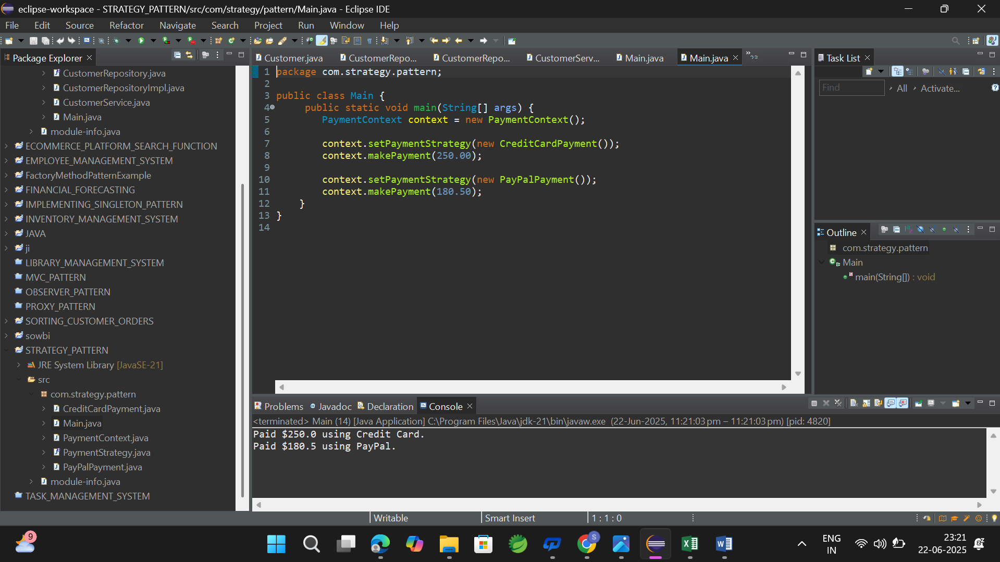 eclipse-workspace - STRATEGY_PATTERN/src/com/strategy/pattern/Main.java - Eclipse IDE
File Edit Source Refactor Navigate Search Project Run Window Help
Package Explorer
CustomerRepository.java
CustomerRepositoryImpl.java
CustomerService.java
Main.java
module-info.java
ECOMMERCE_PLATFORM_SEARCH_FUNCTION
EMPLOYEE_MANAGEMENT_SYSTEM
FactoryMethodPatternExample
FINANCIAL_FORECASTING
IMPLEMENTING_SINGLETON_PATTERN
INVENTORY_MANAGEMENT_SYSTEM
JAVA
ji
LIBRARY_MANAGEMENT_SYSTEM
MVC_PATTERN
OBSERVER_PATTERN
PROXY_PATTERN
SORTING_CUSTOMER_ORDERS
sowbi
STRATEGY_PATTERN
JRE System Library [JavaSE-21]
src
com.strategy.pattern
CreditCardPayment.java
Main.java
PaymentContext.java
PaymentStrategy.java
PayPalPayment.java
module-info.java
TASK_MANAGEMENT_SYSTEM
Customer.java CustomerRepo... CustomerRepo... CustomerServ... Main.java Main.java »23
1 package com.strategy.pattern;
2
3 public class Main {
4 public static void main(String[] args) {
5 PaymentContext context = new PaymentContext();
6
7 context.setPaymentStrategy(new CreditCardPayment());
8 context.makePayment(250.00);
9
10 context.setPaymentStrategy(new PayPalPayment());
11 context.makePayment(180.50);
12 }
13 }
14
Task List
Find All Activate...
Outline
com.strategy.pattern
Main
main(String[]) : void
Problems Javadoc Declaration Console
<terminated> Main (14) [Java Application] C:\Program Files\Java\jdk-21\bin\javaw.exe (22-Jun-2025, 11:21:03 pm – 11:21:03 pm) [pid: 4820]
Paid $250.0 using Credit Card.
Paid $180.5 using PayPal.
Writable Smart Insert 1 : 1 : 0
9
S
ENG
IN
23:21
22-06-2025